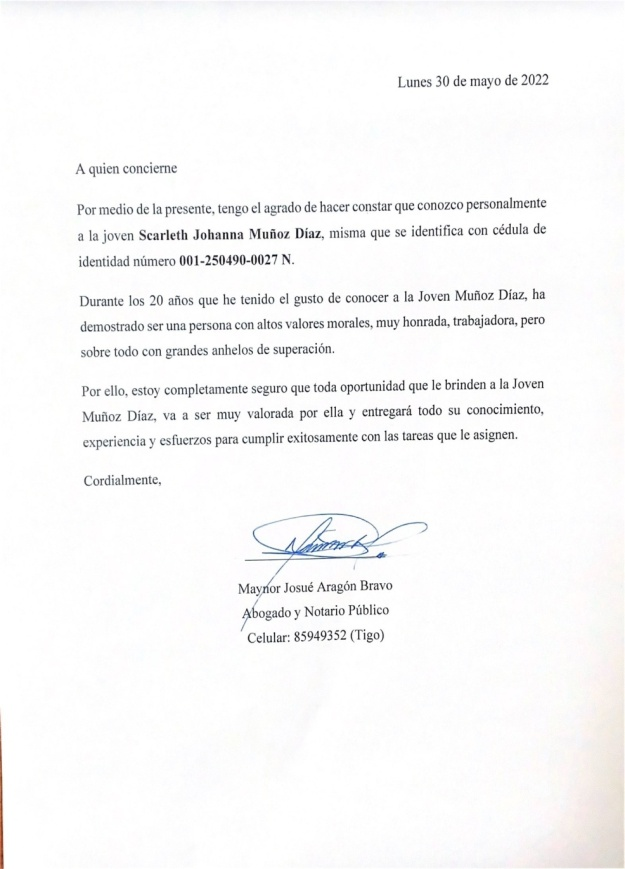 Lunes 30 de mayo de 2022
A quien concierne
Por medio de la presente, tengo el agrado de hacer constar que conozco personalmente
a la joven Scarleth Johanna Muñoz Díaz, misma que se identifica con cédula de
identidad número 001-250490-0027 N.
Durante los 20 años que he tenido el gusto de conocer a la Joven Muñoz Díaz, ha
demostrado ser una persona con altos valores morales, muy honrada, trabajadora, pero
sobre todo con grandes anhelos de superación.
Por ello, estoy completamente seguro que toda oportunidad que le brinden a la Joven
Muñoz Díaz, va a ser muy valorada por ella y entregará todo su conocimiento,
experiencia y esfuerzos para cumplir exitosamente con las tareas que le asignen.
Cordialmente,
Maynor Josué Aragón Bravo
Abogado y Notario Público
Celular: 85949352 (Tigo)